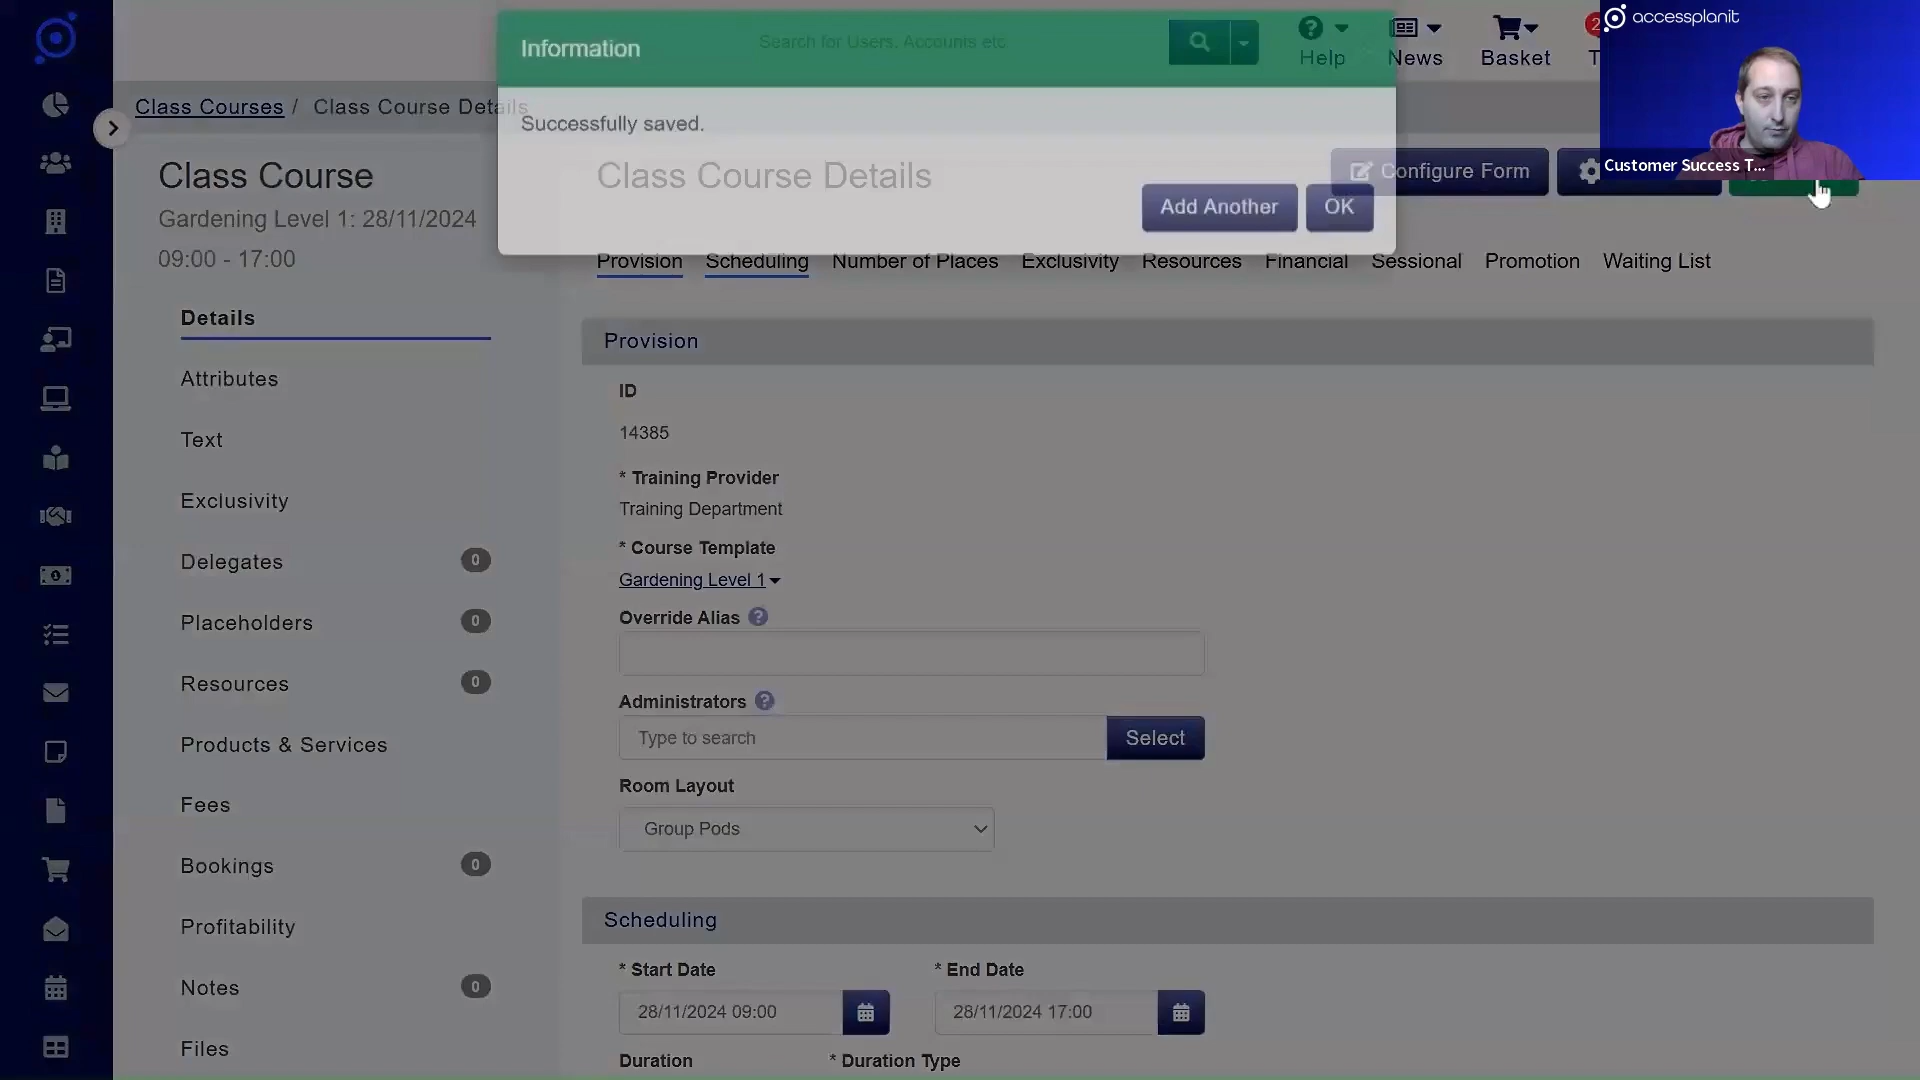 Information
Search for Users, Accounts etc
Help
News
Basket
2
T
accessplanit
Customer Success T...
Class Courses / Class Course Details
Successfully saved.
Add Another
OK
Class Course
Gardening Level 1: 28/11/2024
09:00 - 17:00
Class Course Details
Configure Form
Provision
Scheduling
Number of Places
Exclusivity
Resources
Financial
Sessional
Promotion
Waiting List
Details
Attributes
Text
Exclusivity
Delegates 0
Placeholders 0
Resources 0
Products & Services
Fees
Bookings 0
Profitability
Notes 0
Files
Provision
ID
14385
* Training Provider
Training Department
* Course Template
Gardening Level 1
Override Alias ?
Administrators ?
Type to search
Select
Room Layout
Group Pods
Scheduling
* Start Date
* End Date
28/11/2024 09:00
28/11/2024 17:00
Duration
* Duration Type